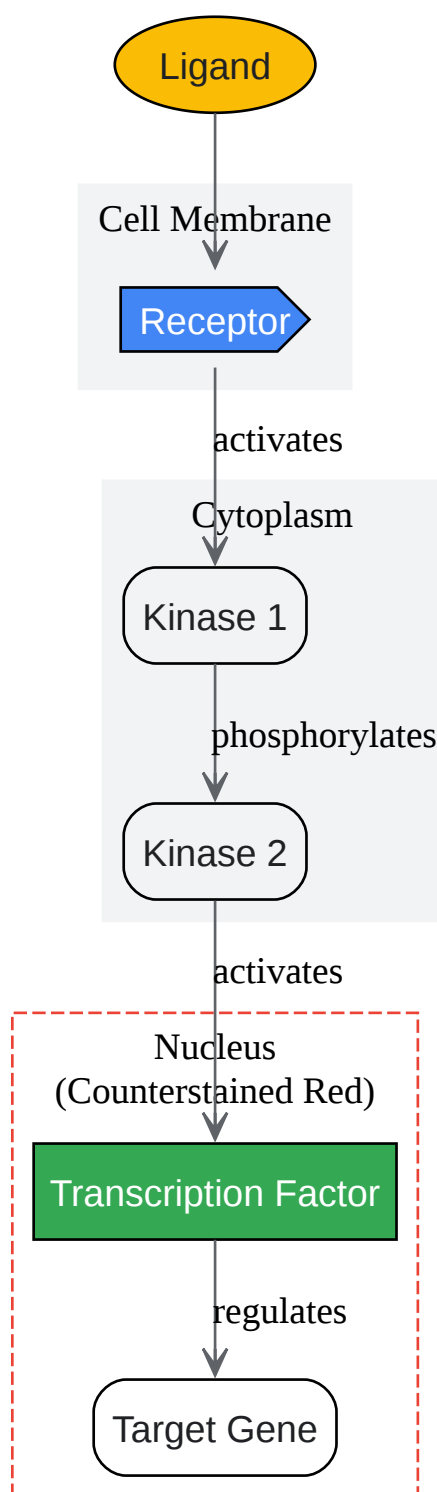 Ligand
Cell Membrane
Receptor
activates
Cytoplasm
Kinase 1
phosphorylates
Kinase 2
activates
Nucleus
(Counterstained Red)
Transcription Factor
regulates
Target Gene